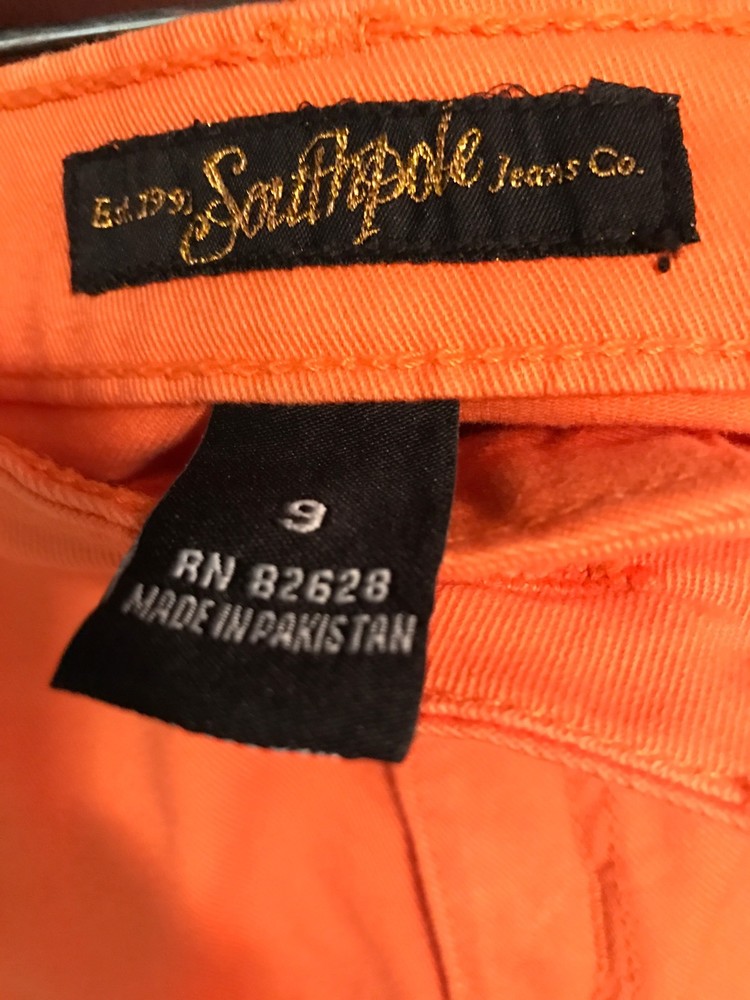 Est. 1991 Southpole Jeans Co.
9
RN 82628
MADE IN PAKISTAN